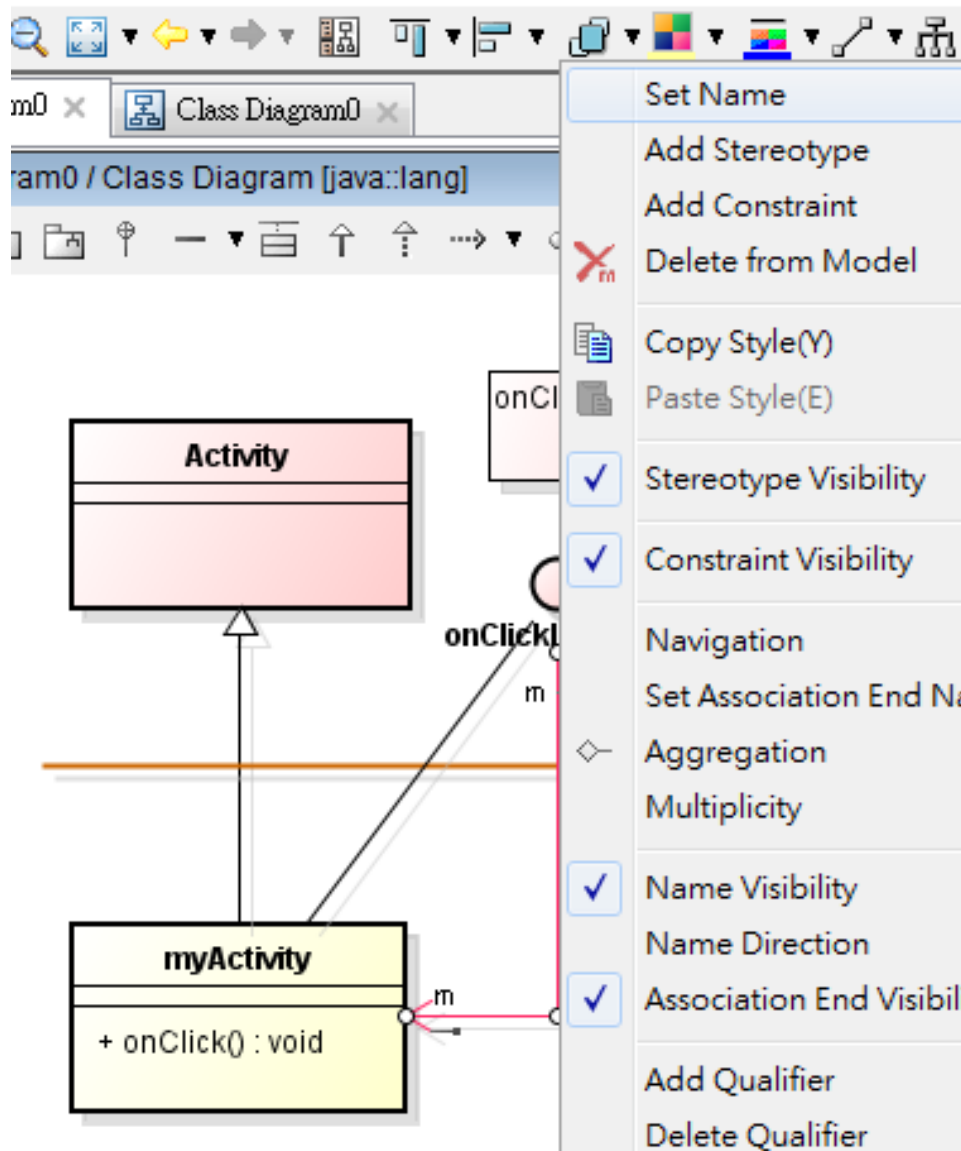 m0
Class Diagram0
ram0 / Class Diagram [java::lang]
Set Name
Add Stereotype
Add Constraint
Delete from Model
Copy Style(Y)
Paste Style(E)
Stereotype Visibility
Constraint Visibility
Navigation
Set Association End Na
Aggregation
Multiplicity
Name Visibility
Name Direction
Association End Visibil
Add Qualifier
Delete Qualifier
onCl
Activity
onClickL
m
myActivity
m
+ onClick() : void